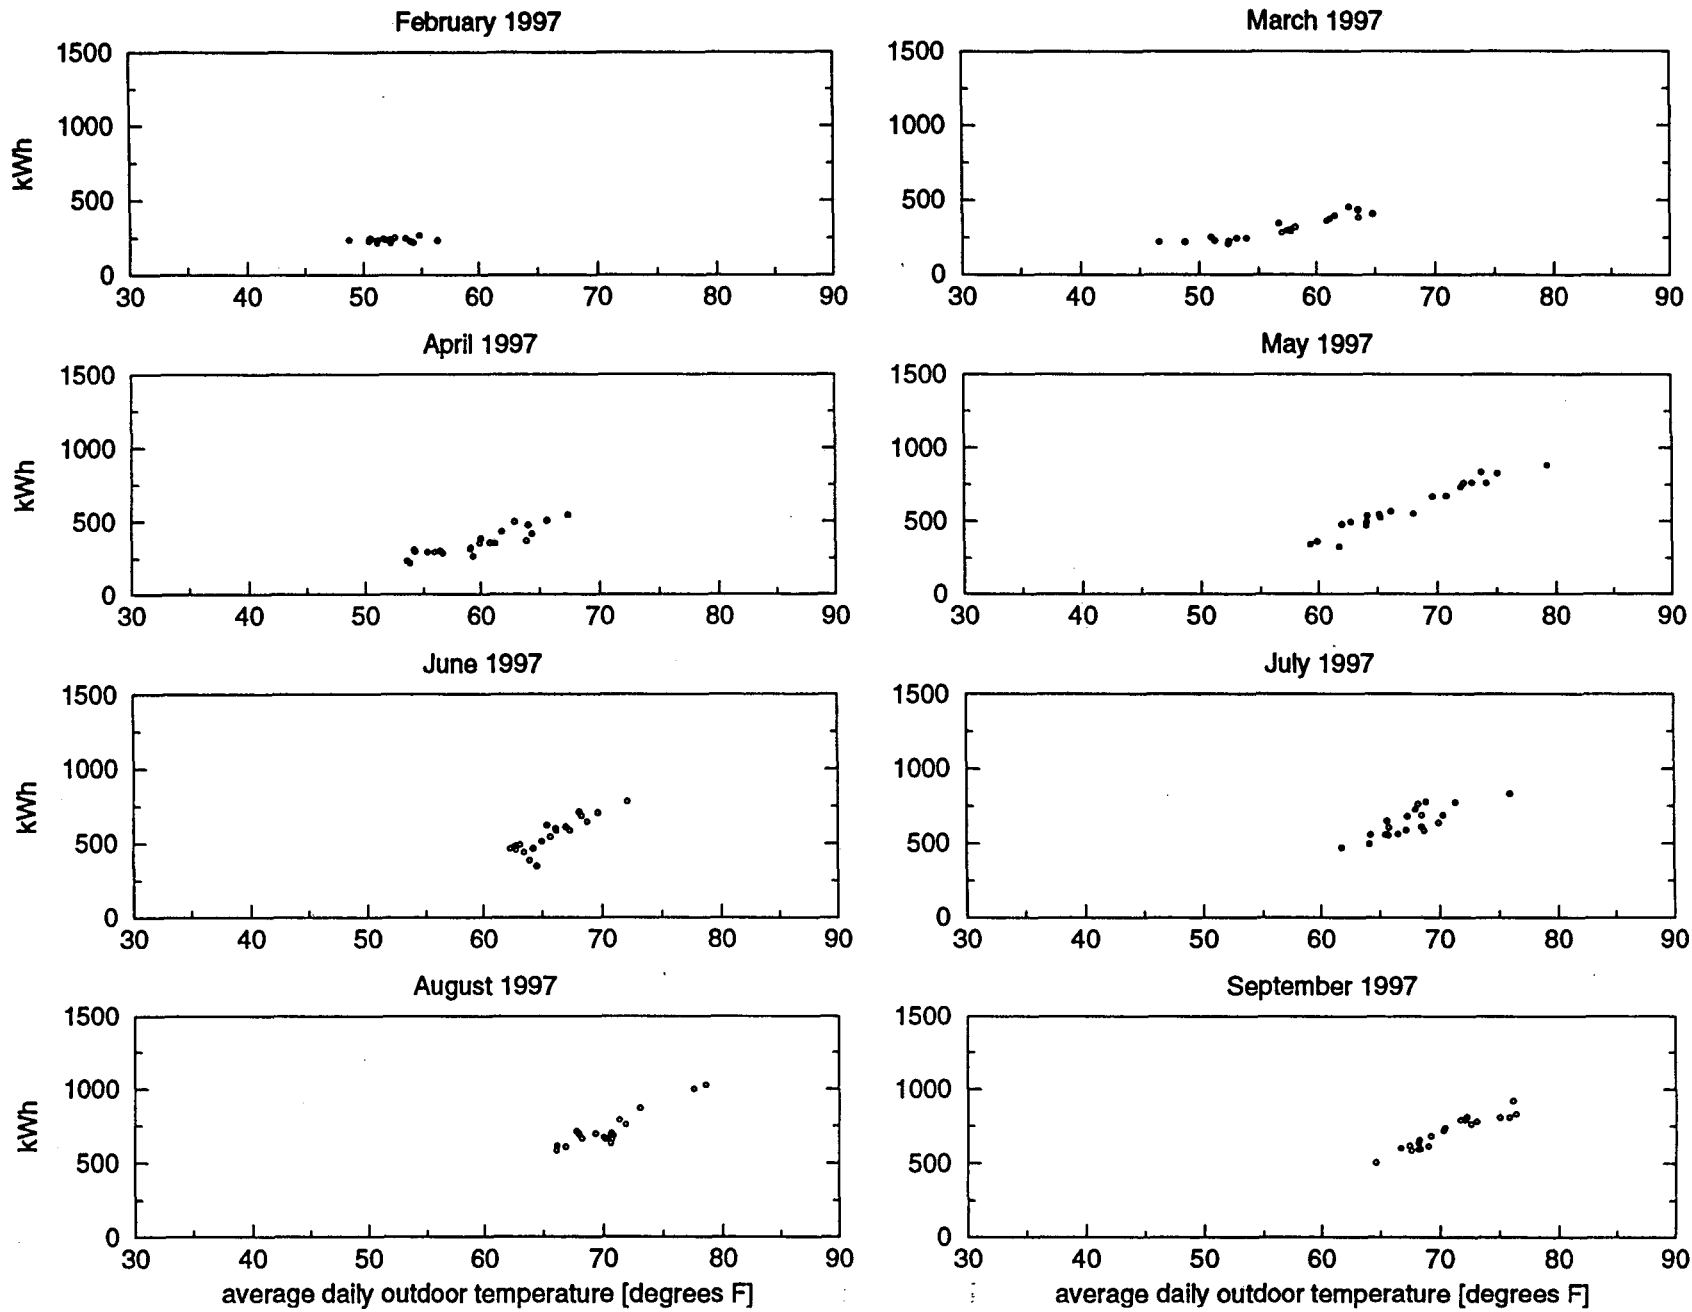 February 1997
March 1997
kWh
1500
1000
500
0
30 40 50 60 70 80 90
1500
1000
500
0
30 40 50 60 70 80 90
April 1997
May 1997
kWh
1500
1000
500
0
30 40 50 60 70 80 90
1500
1000
500
0
30 40 50 60 70 80 90
June 1997
July 1997
kWh
1500
1000
500
0
30 40 50 60 70 80 90
1500
1000
500
0
30 40 50 60 70 80 90
August 1997
September 1997
kWh
1500
1000
500
0
30 40 50 60 70 80 90
average daily outdoor temperature [degrees F]
1500
1000
500
0
30 40 50 60 70 80 90
average daily outdoor temperature [degrees F]